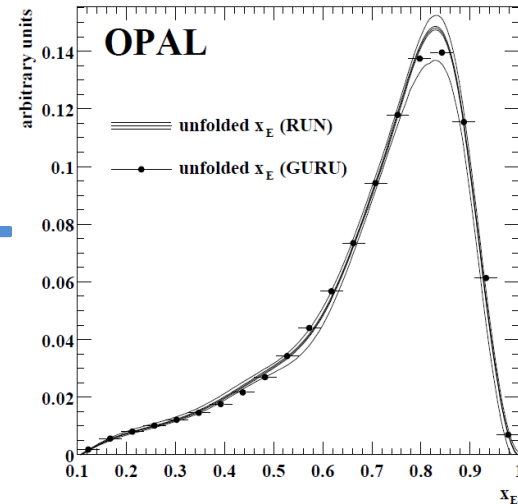 arbitrary units
OPAL
unfolded x_E (RUN)
unfolded x_E (GURU)
0.14
0.12
0.1
0.08
0.06
0.04
0.02
0
0.1 0.2 0.3 0.4 0.5 0.6 0.7 0.8 0.9 1
x_E